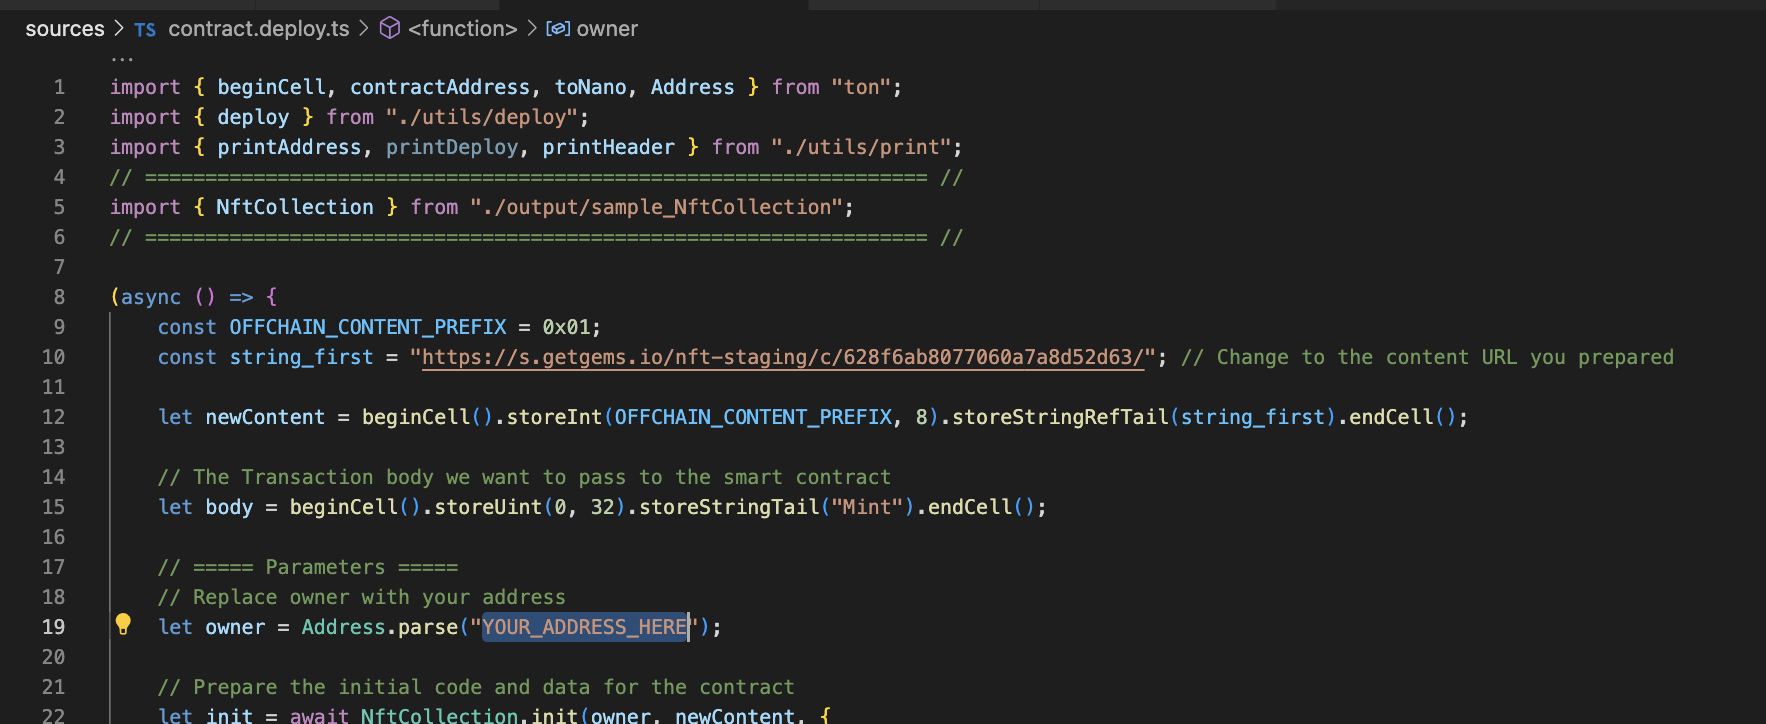 sources > TS contract.deploy.ts > <function> > owner
...
1 import { beginCell, contractAddress, toNano, Address } from "ton";
2 import { deploy } from "./utils/deploy";
3 import { printAddress, printDeploy, printHeader } from "./utils/print";
4 // ================================================================= //
5 import { NftCollection } from "./output/sample_NftCollection";
6 // ================================================================= //
7
8 (async () => {
9 const OFFCHAIN_CONTENT_PREFIX = 0x01;
10 const string_first = "https://s.getgems.io/nft-staging/c/628f6ab8077060a7a8d52d63/"; // Change to the content URL you prepared
11
12 let newContent = beginCell().storeInt(OFFCHAIN_CONTENT_PREFIX, 8).storeStringRefTail(string_first).endCell();
13
14 // The Transaction body we want to pass to the smart contract
15 let body = beginCell().storeUint(0, 32).storeStringTail("Mint").endCell();
16
17 // ===== Parameters =====
18 // Replace owner with your address
19 let owner = Address.parse("YOUR_ADDRESS_HERE");
20
21 // Prepare the initial code and data for the contract
22 let init = await NftCollection.init(owner, newContent, {